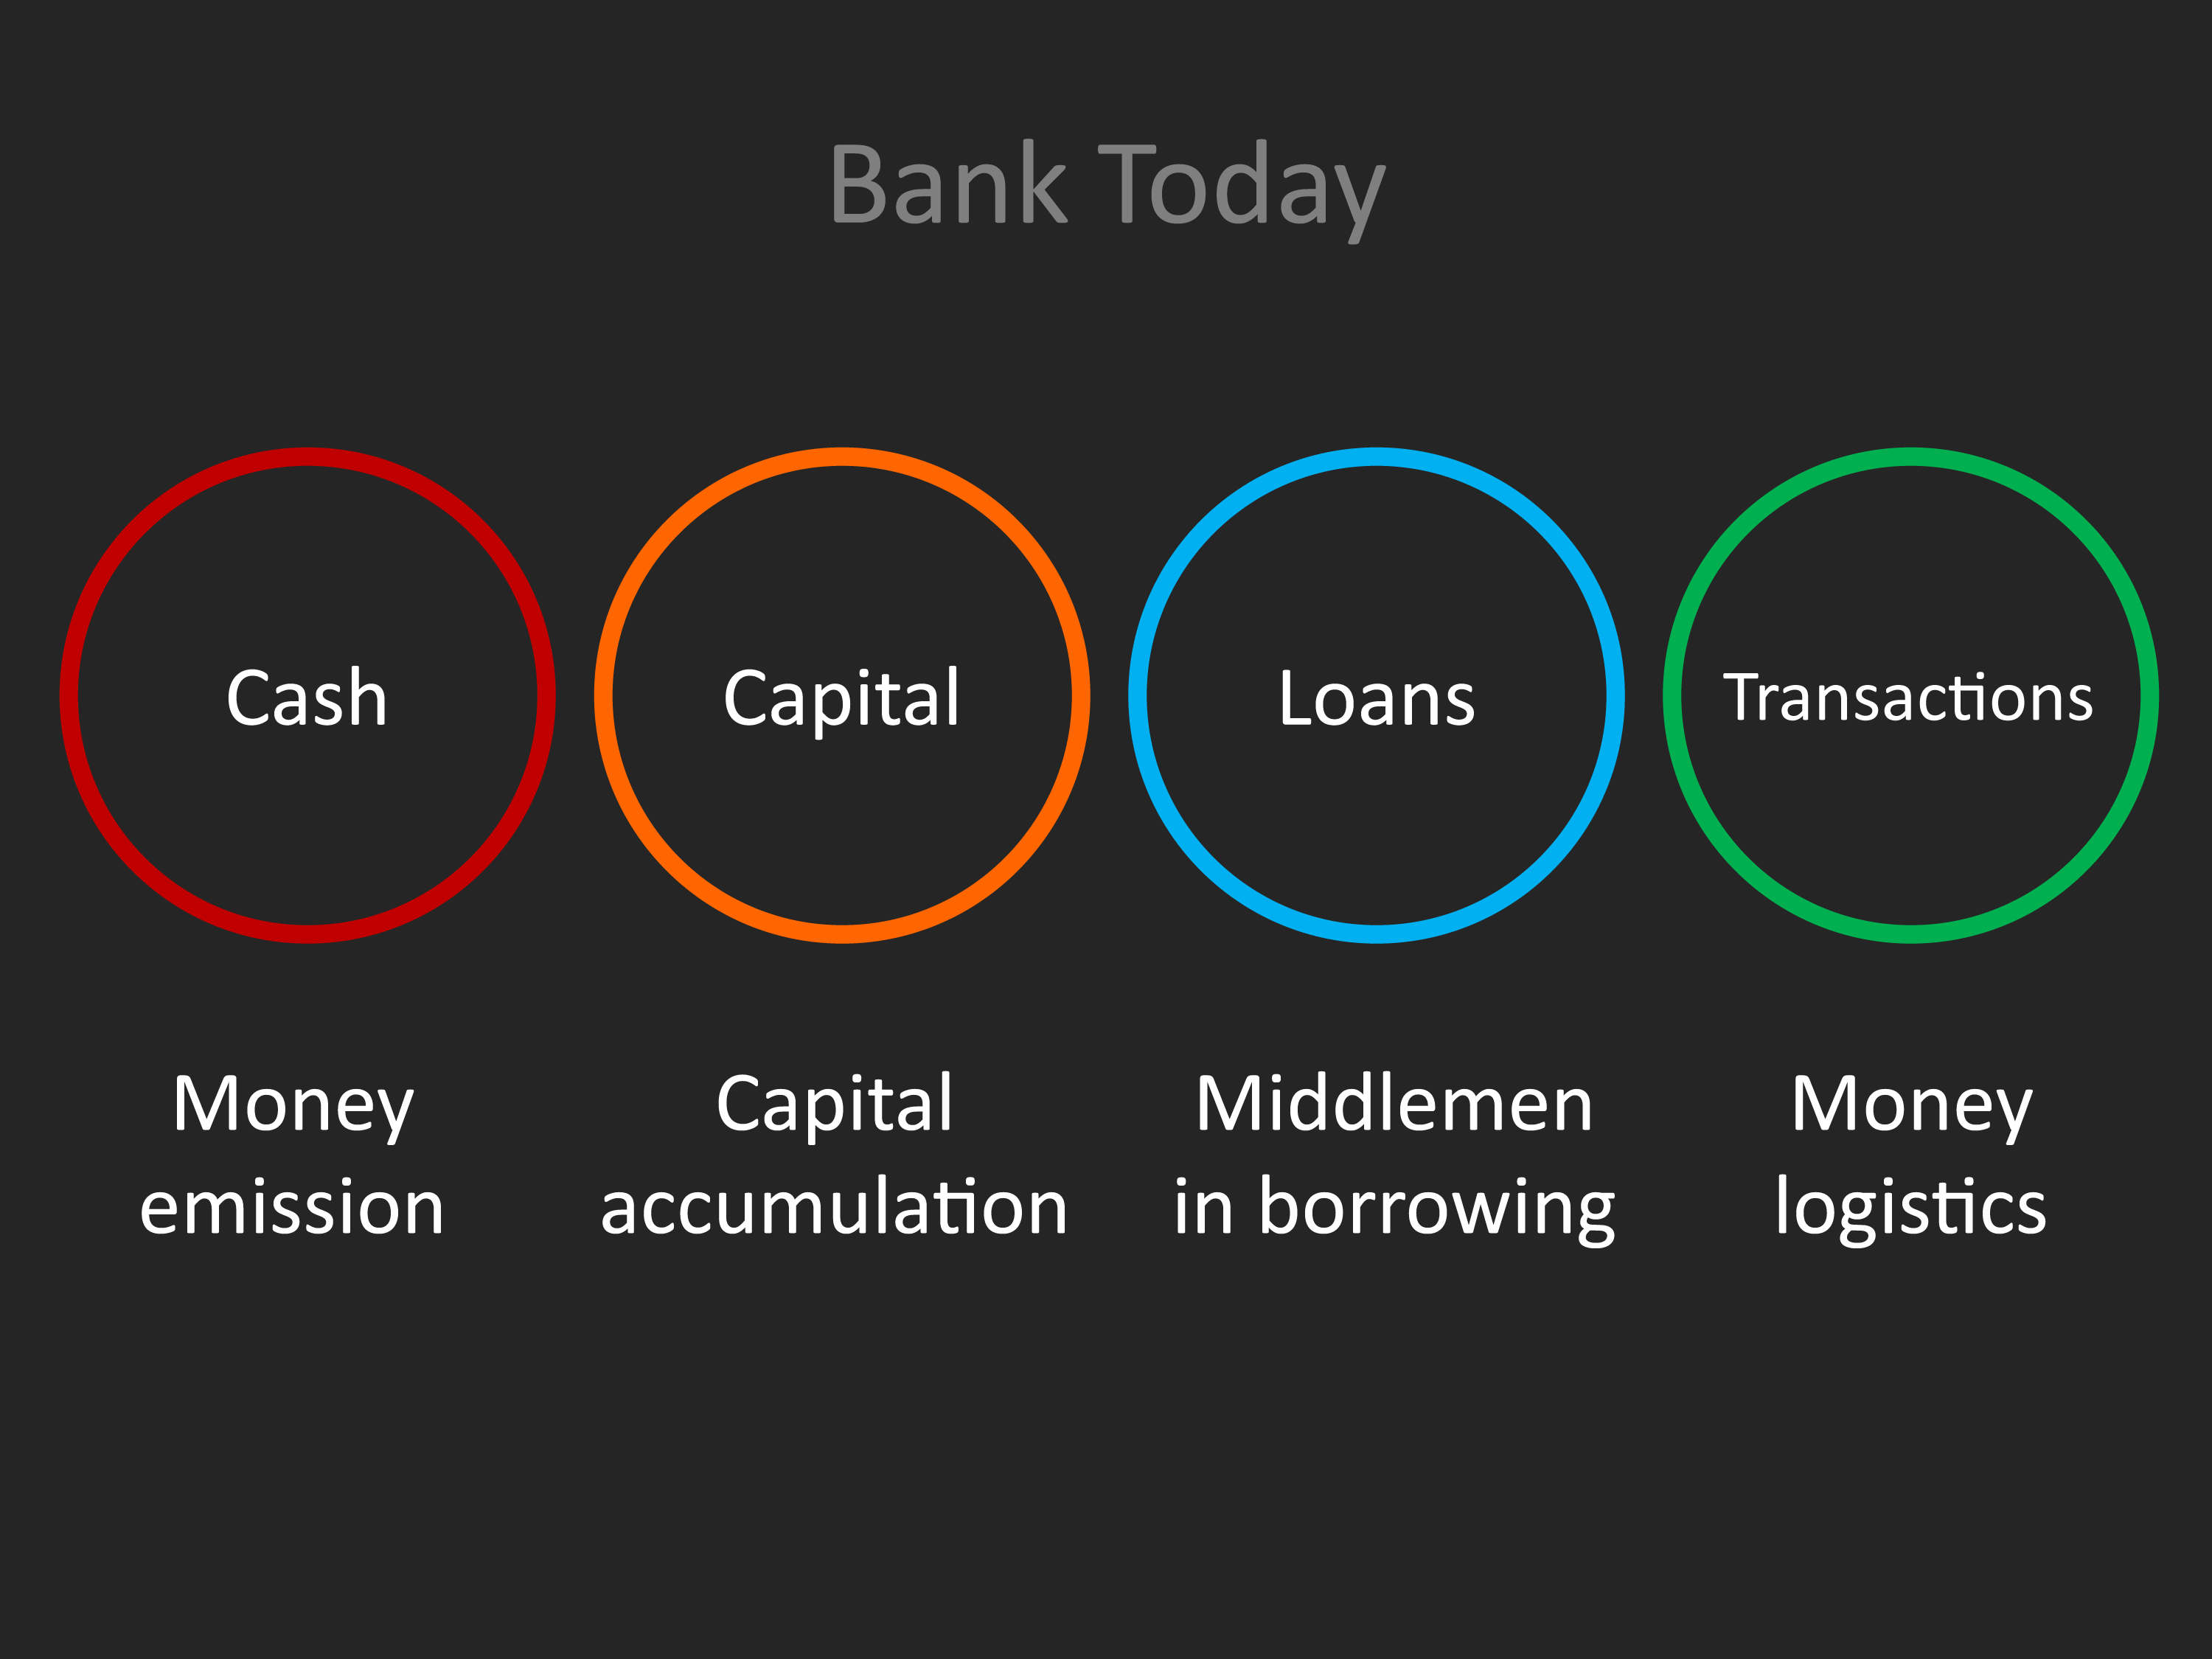 Bank Today
Cash
Capital
Loans
Transactions
Money
emission
Capital
accumulation
Middlemen
in borrowing
Money
logistics